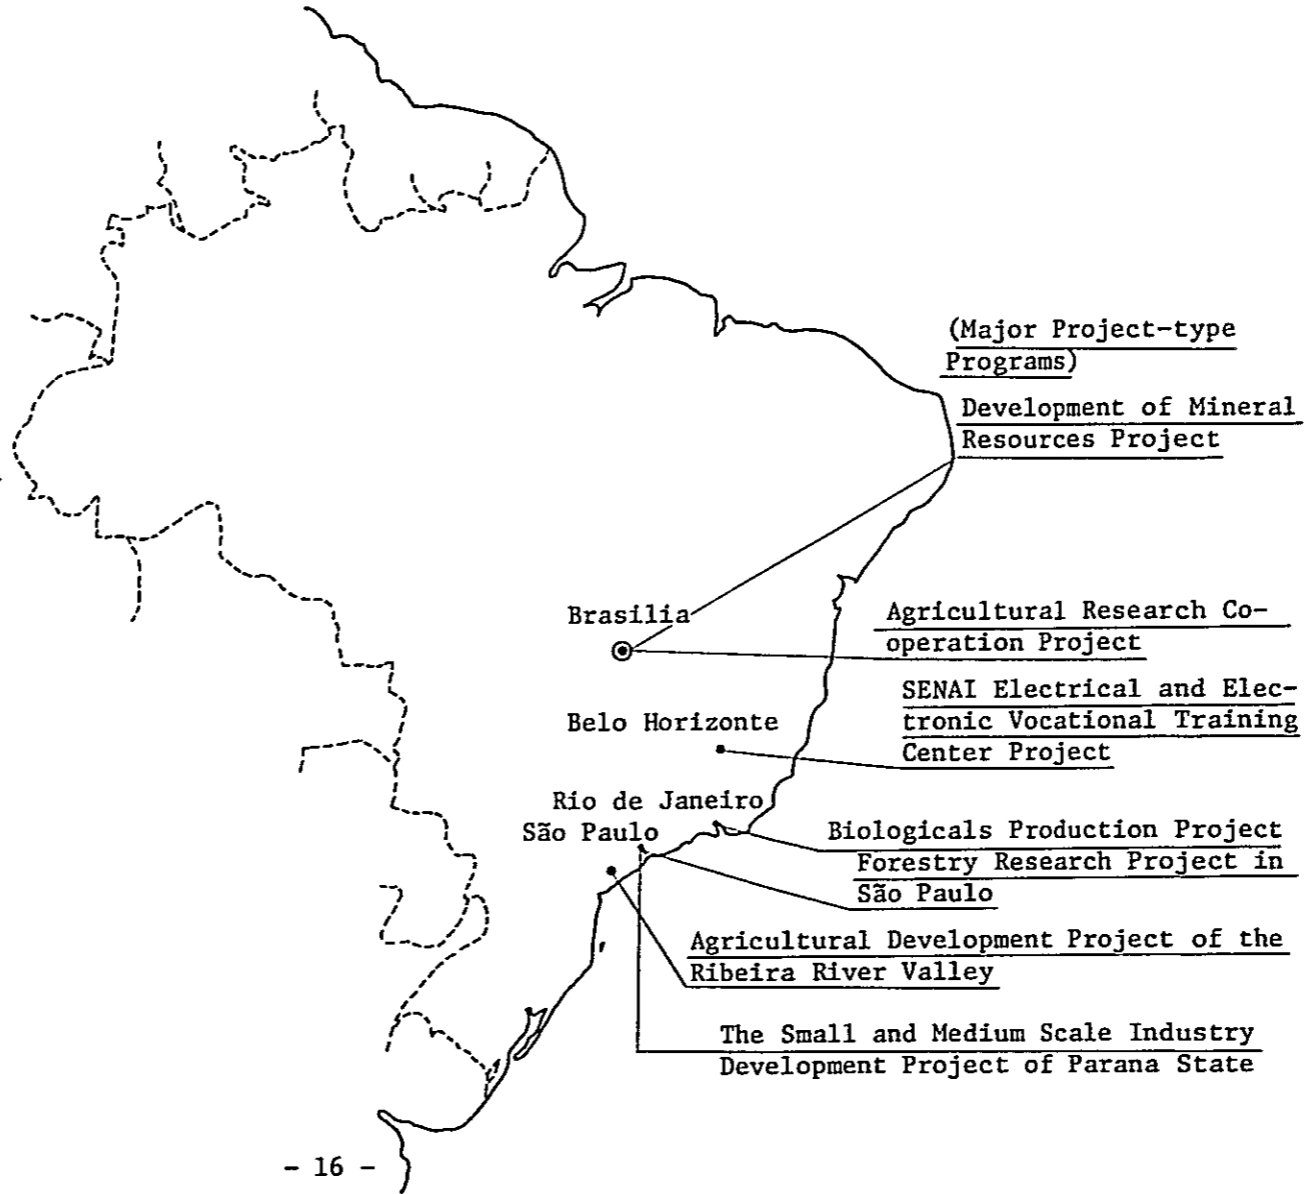 (Major Project-type
Programs)
Development of Mineral
Resources Project
Brasilia
Agricultural Research Co-
operation Project
SENAI Electrical and Elec-
tronic Vocational Training
Center Project
Belo Horizonte
Rio de Janeiro
São Paulo
Biologicals Production Project
Forestry Research Project in
São Paulo
Agricultural Development Project of the
Ribeira River Valley
The Small and Medium Scale Industry
Development Project of Parana State
- 16 -